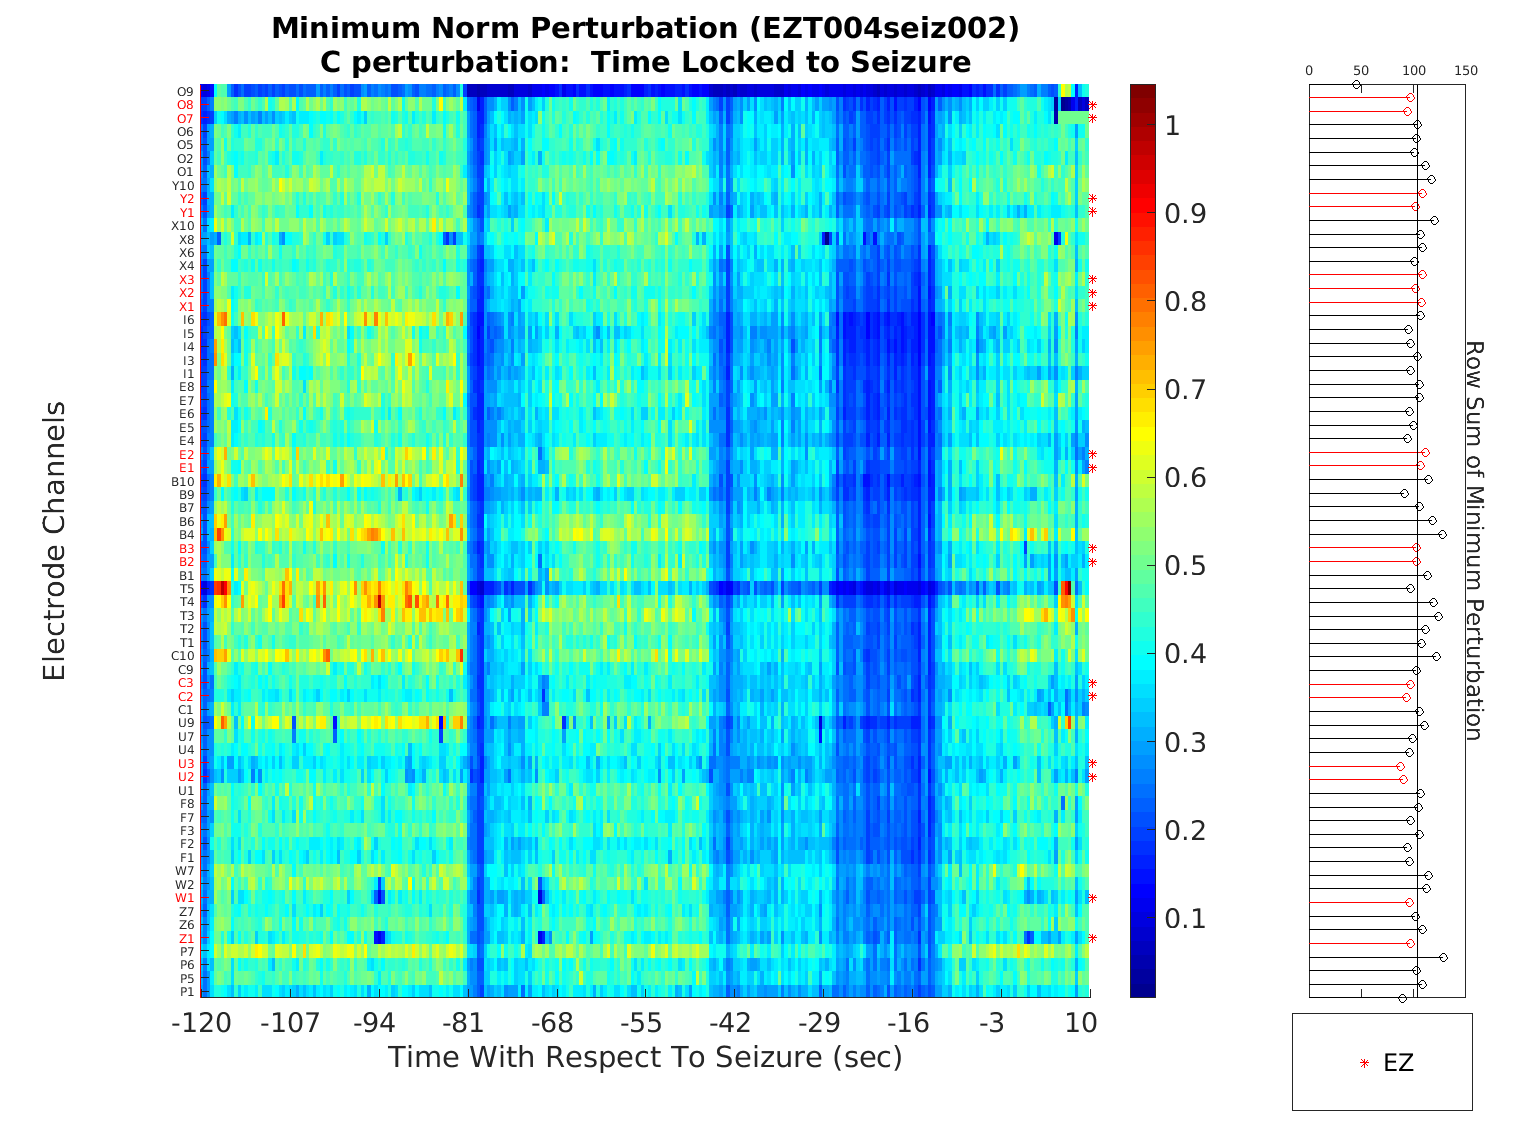 Minimum Norm Perturbation (EZT004seiz002)
C perturbation:  Time Locked to Seizure
Electrode Channels
O9
O8
O7
O6
O5
O2
O1
Y10
Y2
Y1
X10
X8
X6
X4
X3
X2
X1
I6
I5
I4
I3
I1
E8
E7
E6
E5
E4
E2
E1
B10
B9
B7
B6
B4
B3
B2
B1
T5
T4
T3
T2
T1
C10
C9
C3
C2
C1
U9
U7
U4
U3
U2
U1
F8
F7
F3
F2
F1
W7
W2
W1
Z7
Z6
Z1
P7
P6
P5
P1
-120 -107 -94 -81 -68 -55 -42 -29 -16 -3 10
Time With Respect To Seizure (sec)
1
0.9
0.8
0.7
0.6
0.5
0.4
0.3
0.2
0.1
0 50 100 150
Row Sum of Minimum Perturbation
EZ